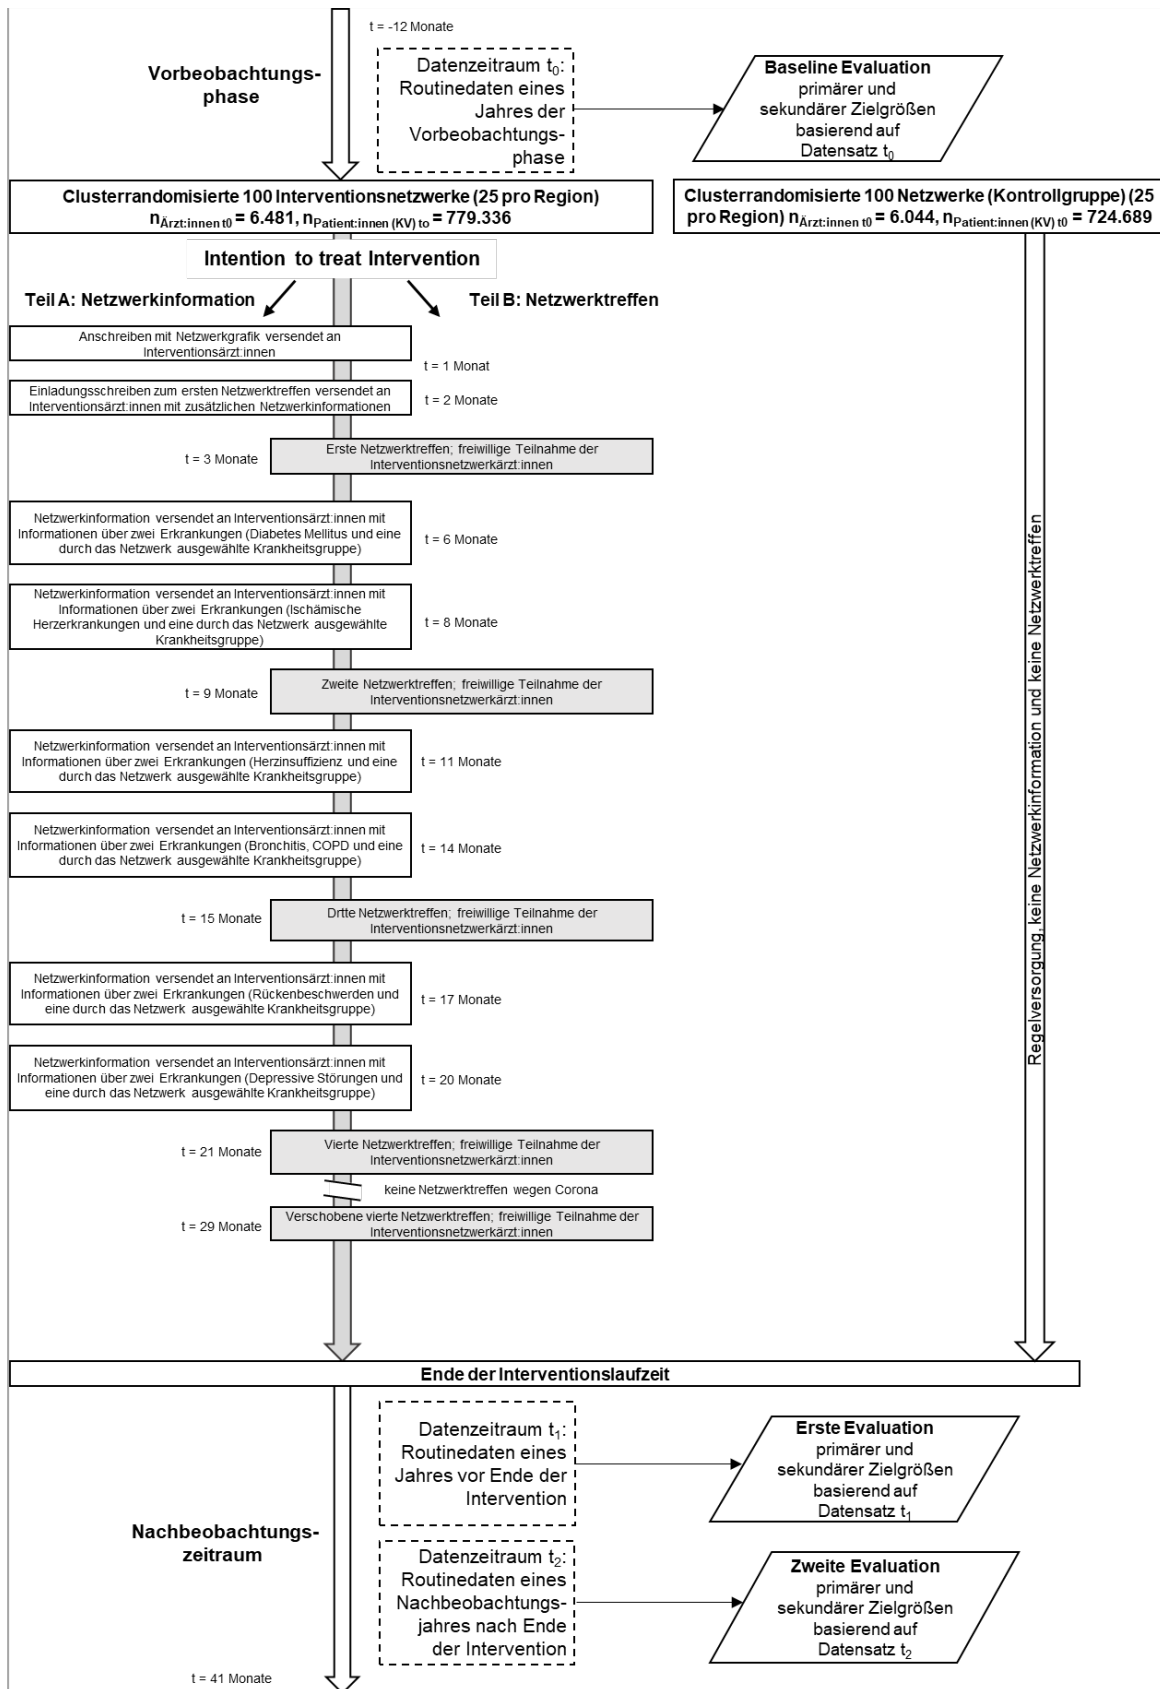 t = -12 Monate
Vorbeobachtungs-
phase
Datenzeitraum t0:
Routinedaten eines
Jahres der
Vorbeobachtungs-
phase
Baseline Evaluation
primärer und
sekundärer Zielgrößen
basierend auf
Datensatz t0
Clusterrandomisierte 100 Interventionsnetzwerke (25 pro Region)
nÄrzt:innen t0 = 6.481, nPatient:innen (KV) to = 779.336
Clusterrandomisierte 100 Netzwerke (Kontrollgruppe) (25
pro Region) nÄrzt:innen t0 = 6.044, nPatient:innen (KV) t0 = 724.689
Intention to treat Intervention
Teil A: Netzwerkinformation
Teil B: Netzwerktreffen
Anschreiben mit Netzwerkgrafik versendet an
Interventionsärzt:innen
t = 1 Monat
Einladungsschreiben zum ersten Netzwerktreffen versendet an
Interventionsärzt:innen mit zusätzlichen Netzwerkinformationen
t = 2 Monate
t = 3 Monate
Erste Netzwerktreffen; freiwillige Teilnahme der
Interventionsnetzwerkärzt:innen
Netzwerkinformation versendet an Interventionsärzt:innen mit
Informationen über zwei Erkrankungen (Diabetes Mellitus und eine
durch das Netzwerk ausgewählte Krankheitsgruppe)
t = 6 Monate
Netzwerkinformation versendet an Interventionsärzt:innen mit
Informationen über zwei Erkrankungen (Ischämische
Herzerkrankungen und eine durch das Netzwerk ausgewählte
Krankheitsgruppe)
t = 8 Monate
t = 9 Monate
Zweite Netzwerktreffen; freiwillige Teilnahme der
Interventionsnetzwerkärzt:innen
Netzwerkinformation versendet an Interventionsärzt:innen mit
Informationen über zwei Erkrankungen (Herzinsuffizienz und eine
durch das Netzwerk ausgewählte Krankheitsgruppe)
t = 11 Monate
Netzwerkinformation versendet an Interventionsärzt:innen mit
Informationen über zwei Erkrankungen (Bronchitis, COPD und eine
durch das Netzwerk ausgewählte Krankheitsgruppe)
t = 14 Monate
t = 15 Monate
Drtte Netzwerktreffen; freiwillige Teilnahme der
Interventionsnetzwerkärzt:innen
Netzwerkinformation versendet an Interventionsärzt:innen mit
Informationen über zwei Erkrankungen (Rückenbeschwerden und
eine durch das Netzwerk ausgewählte Krankheitsgruppe)
t = 17 Monate
Netzwerkinformation versendet an Interventionsärzt:innen mit
Informationen über zwei Erkrankungen (Depressive Störungen und
eine durch das Netzwerk ausgewählte Krankheitsgruppe)
t = 20 Monate
t = 21 Monate
Vierte Netzwerktreffen; freiwillige Teilnahme der
Interventionsnetzwerkärzt:innen
keine Netzwerktreffen wegen Corona
t = 29 Monate
Verschobene vierte Netzwerktreffen; freiwillige Teilnahme der
Interventionsnetzwerkärzt:innen
Regelversorgung, keine Netzwerkinformation und keine Netzwerktreffen
Ende der Interventionslaufzeit
Datenzeitraum t1:
Routinedaten eines
Jahres vor Ende der
Intervention
Erste Evaluation
primärer und
sekundärer Zielgrößen
basierend auf
Datensatz t1
Nachbeobachtungs-
zeitraum
Datenzeitraum t2:
Routinedaten eines
Nachbeobachtungs-
jahres nach Ende
der Intervention
Zweite Evaluation
primärer und
sekundärer Zielgrößen
basierend auf
Datensatz t2
t = 41 Monate